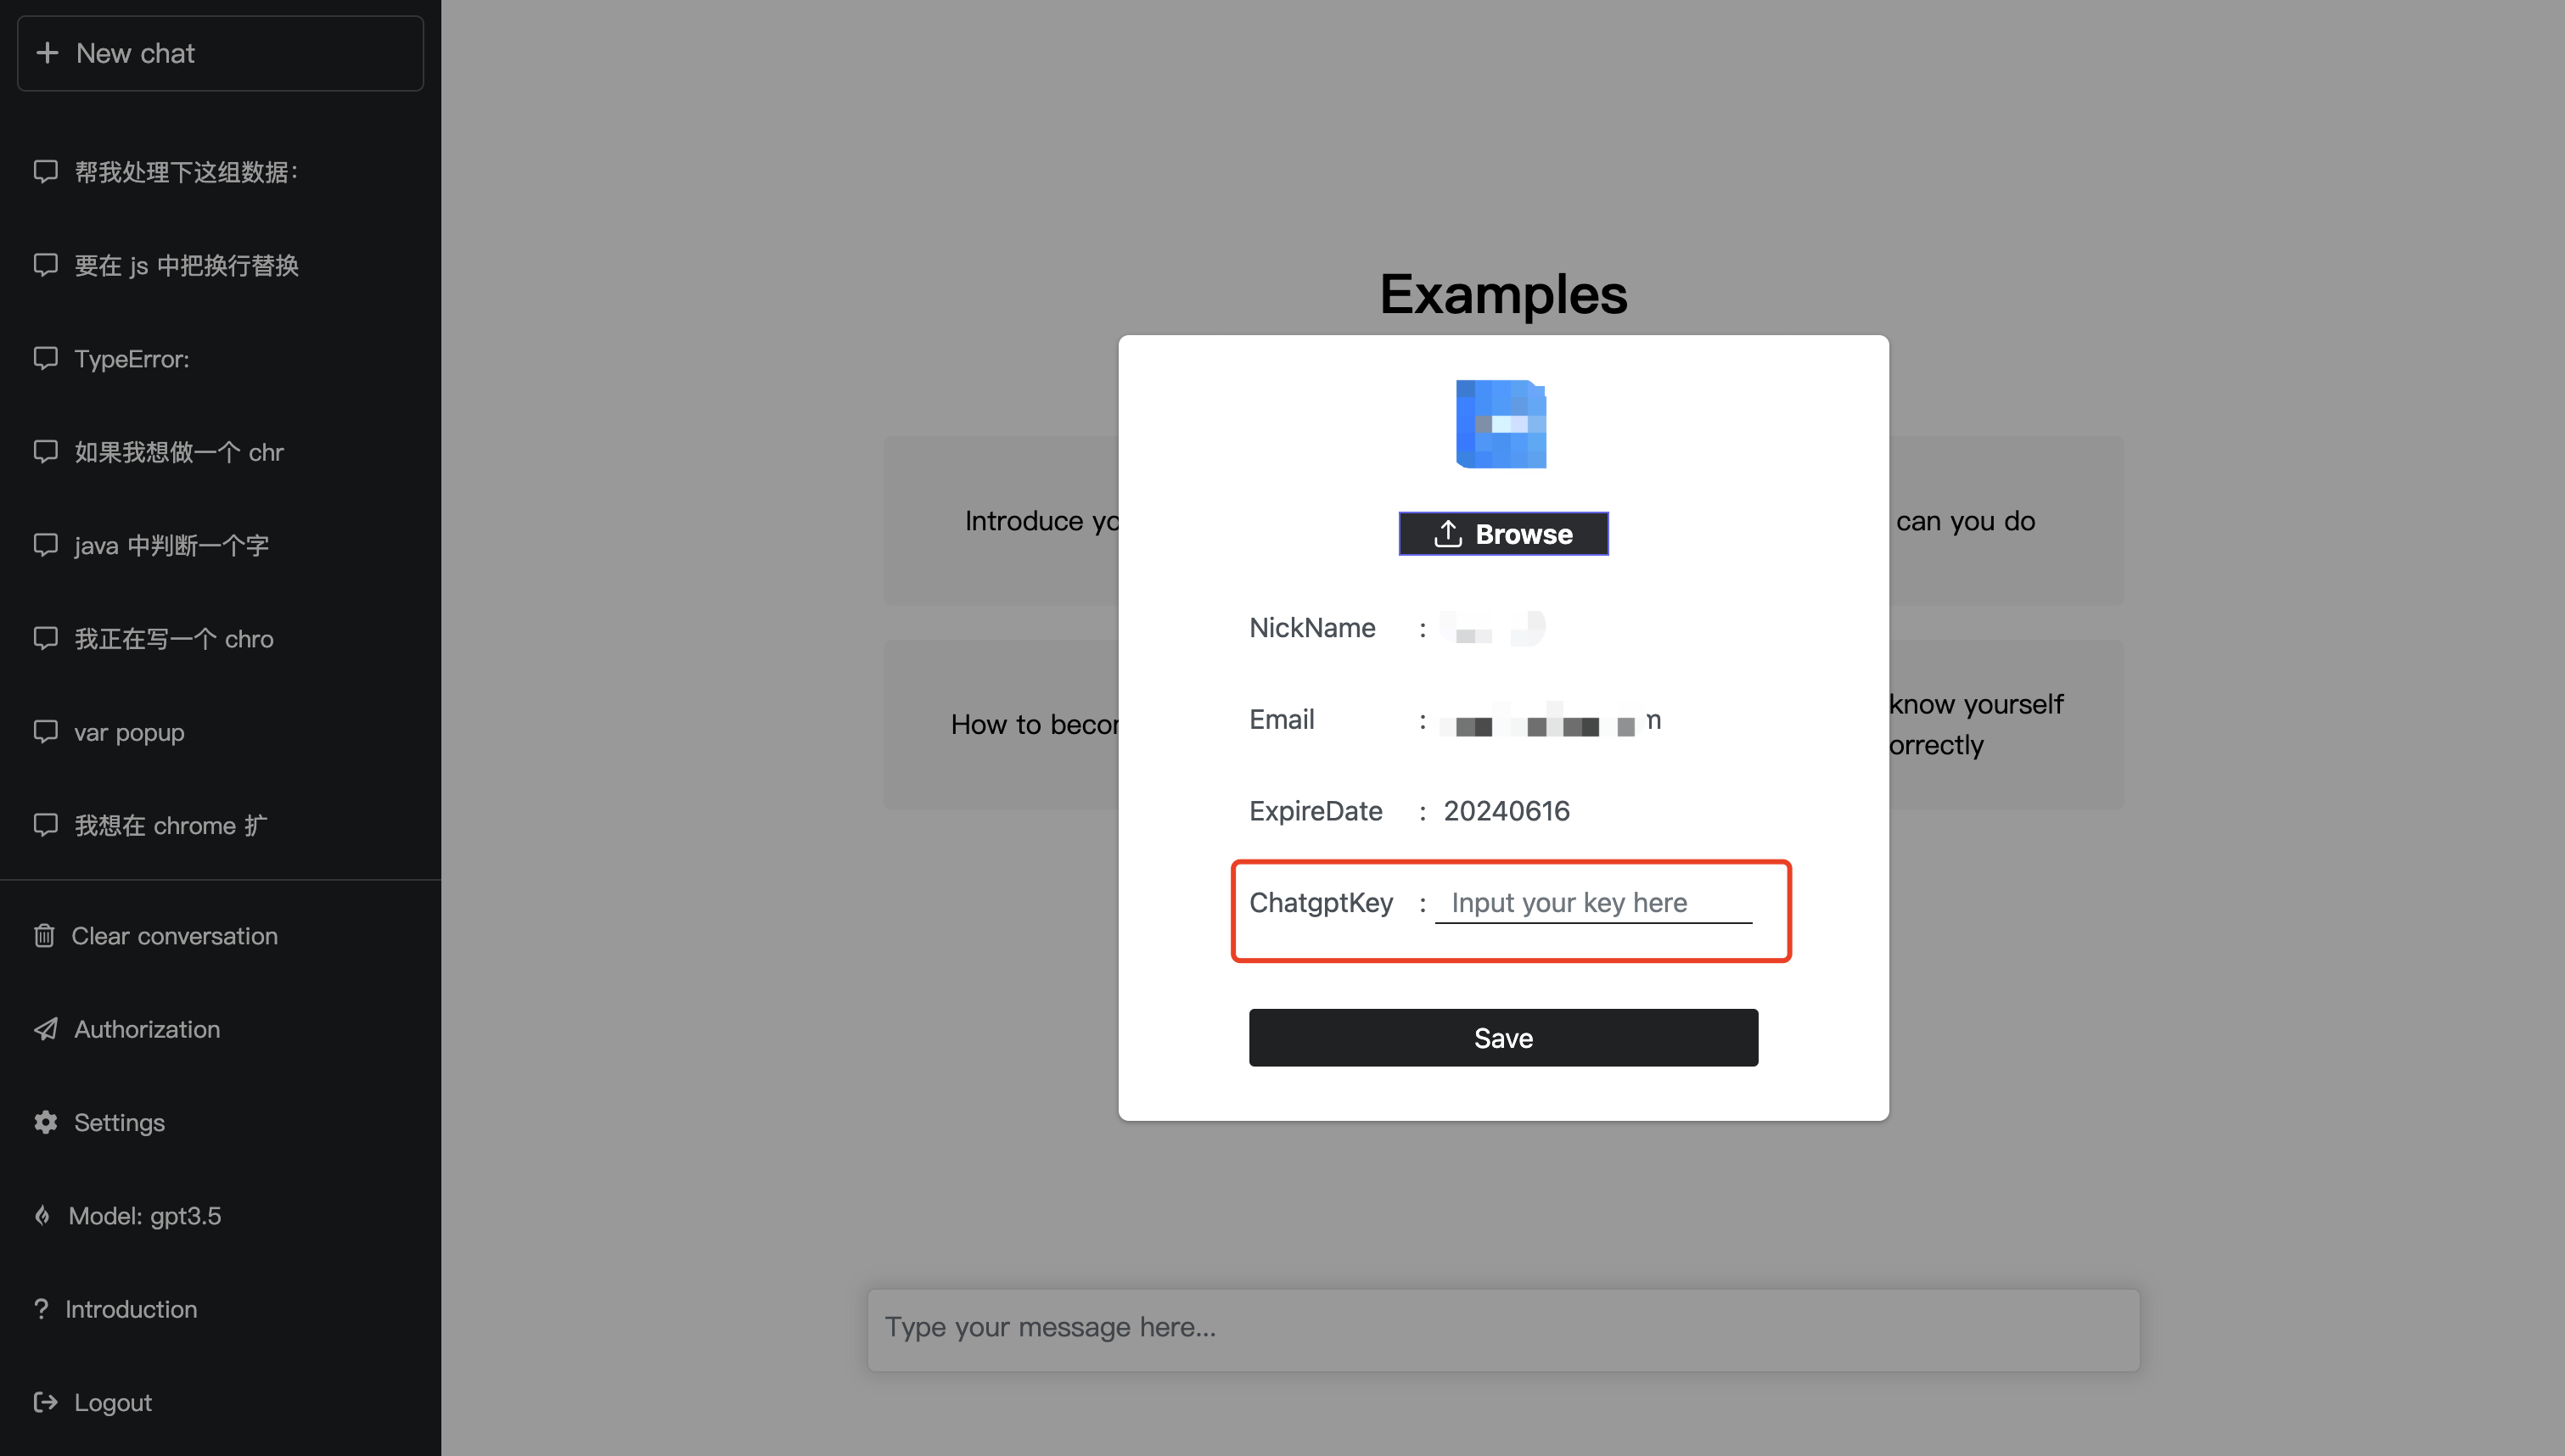 New chat
帮我处理下这组数据：
要在 js 中把换行替换
TypeError:
如果我想做一个 chr
java 中判断一个字
我正在写一个 chro
var popup
我想在 chrome 扩
Clear conversation
Authorization
Settings
Model: gpt3.5
? Introduction
Logout
Examples
Introduce yo
can you do
How to becom
know yourself
orrectly
Browse
NickName :
Email : m
ExpireDate : 20240616
ChatgptKey : Input your key here
Save
Type your message here...